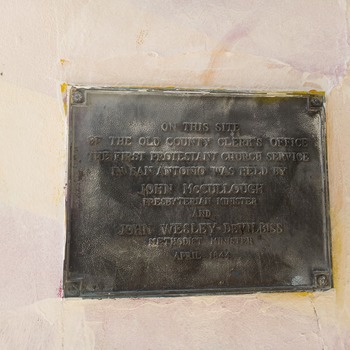 ON THIS SITE
OF THE OLD COUNTY CLERK'S OFFICE
THE FIRST PROTESTANT CHURCH SERVICE
IN SAN ANTONIO WAS HELD BY
JOHN McCULLOUGH
PRESBYTERIAN MINISTER
AND
JOHN WESLEY DEVILBISS
METHODIST MINISTER
APRIL